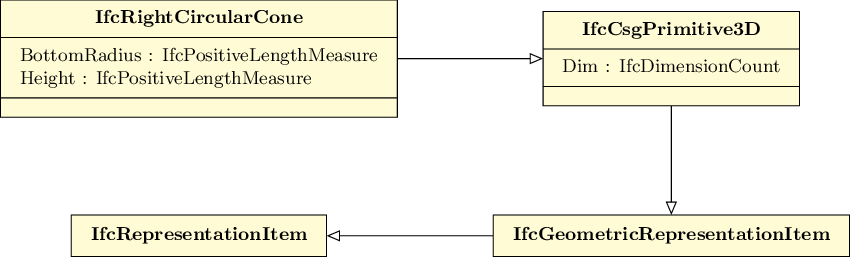 IfcRightCircularCone
BottomRadius : IfcPositiveLengthMeasure
Height : IfcPositiveLengthMeasure
IfcCsgPrimitive3D
Dim : IfcDimensionCount
IfcRepresentationItem
IfcGeometricRepresentationItem